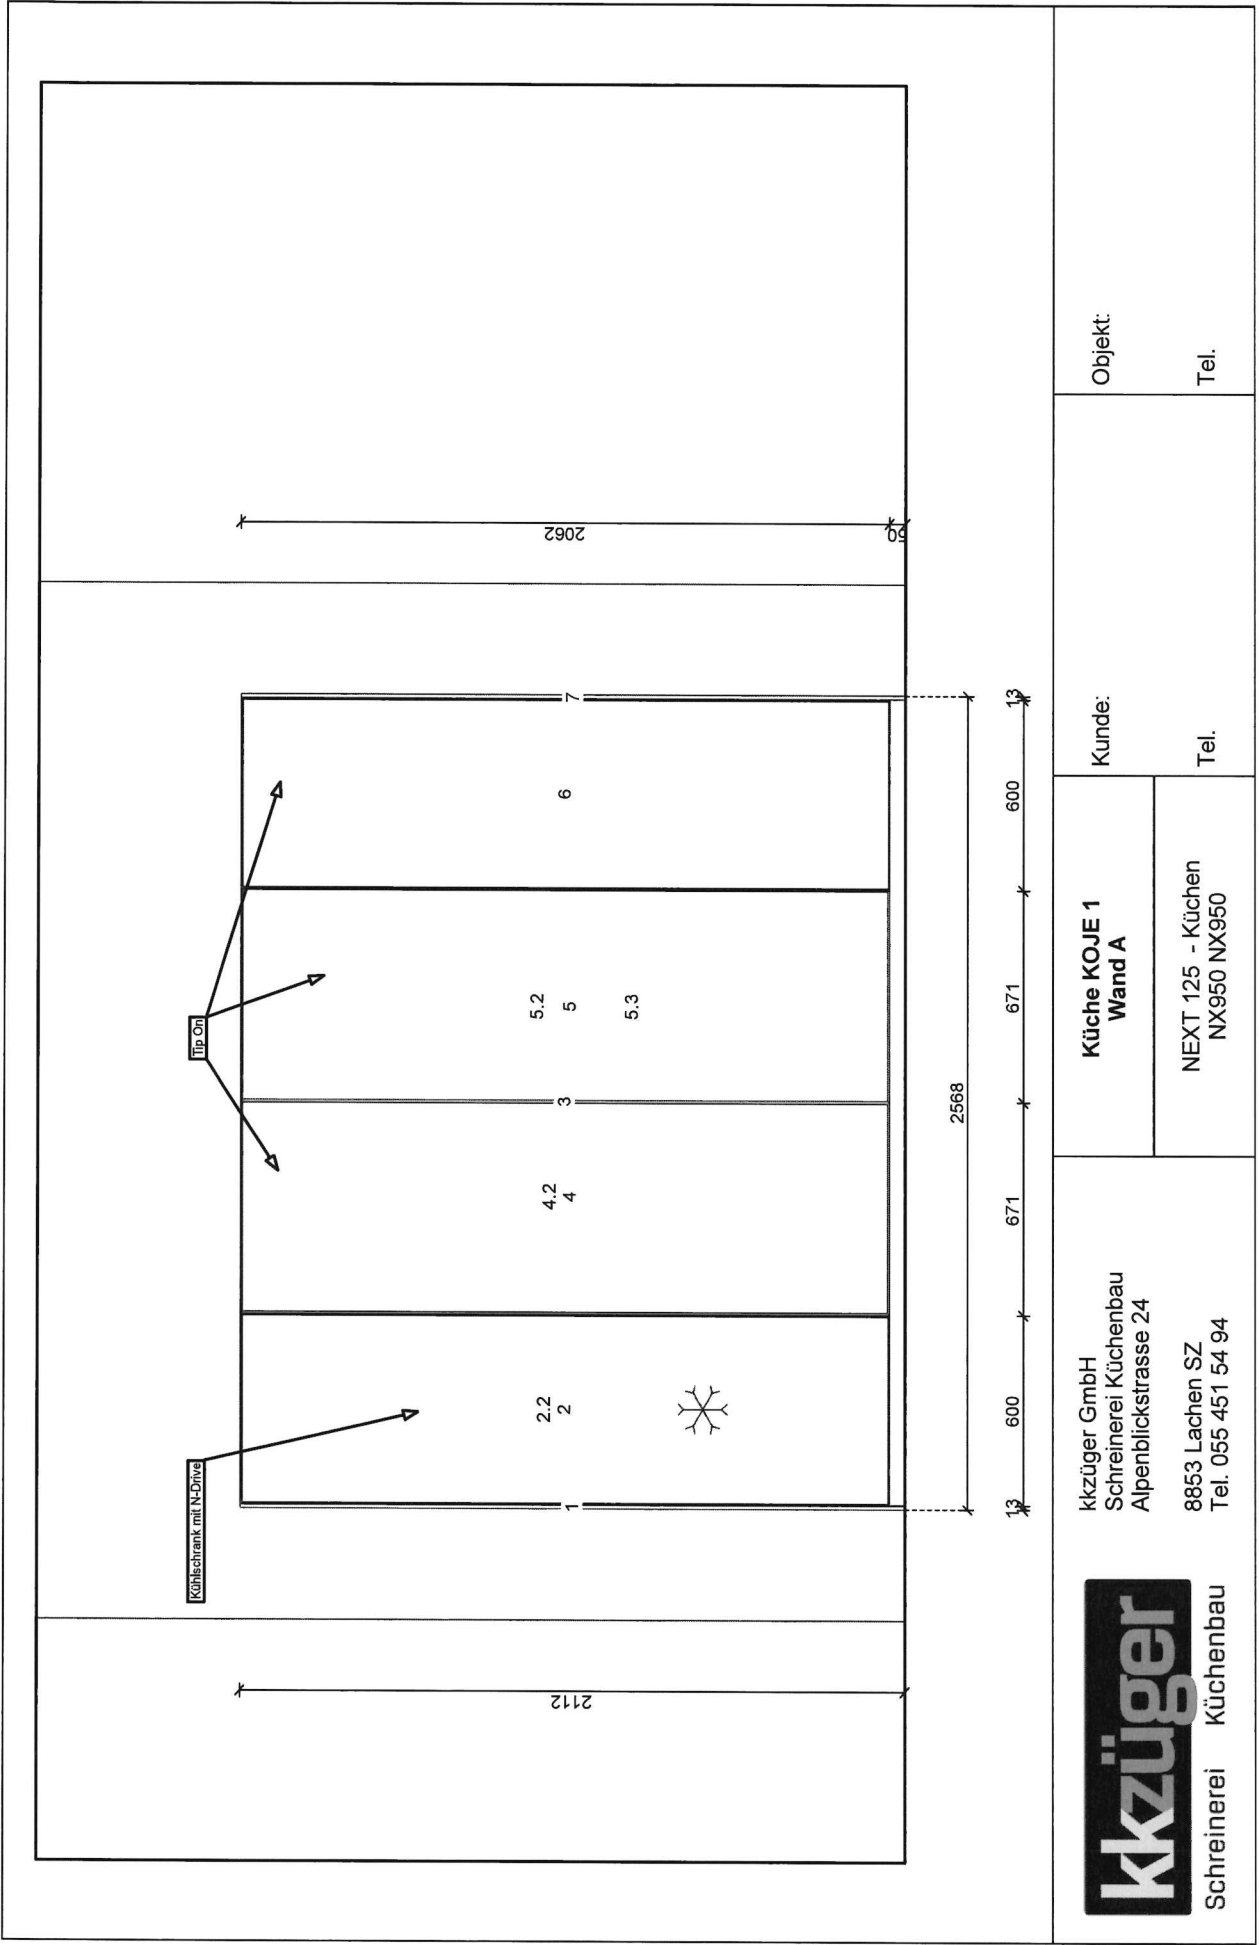 Kühlschrank mit N-Drive
Tip On
2112
2062
50
1
2.2
2
4.2
4
3
5.2
5
5.3
6
7
2568
13
600
671
671
600
13
kkzüger
Schreinerei Küchenbau
kkzüger GmbH
Schreinerei Küchenbau
Alpenblickstrasse 24
8853 Lachen SZ
Tel. 055 451 54 94
Küche KOJE 1
Wand A
NEXT 125 - Küchen
NX950 NX950
Kunde:
Tel.
Objekt:
Tel.